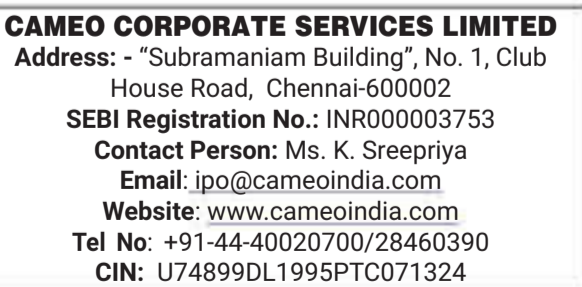 CAMEO CORPORATE SERVICES LIMITED
Address: - “Subramaniam Building”, No. 1, Club
House Road, Chennai-600002
SEBI Registration No.: INR000003753
Contact Person: Ms. K. Sreepriya
Email: ipo@cameoindia.com
Website: www.cameoindia.com
Tel No: +91-44-40020700/28460390
CIN: U74899DL1995PTC071324